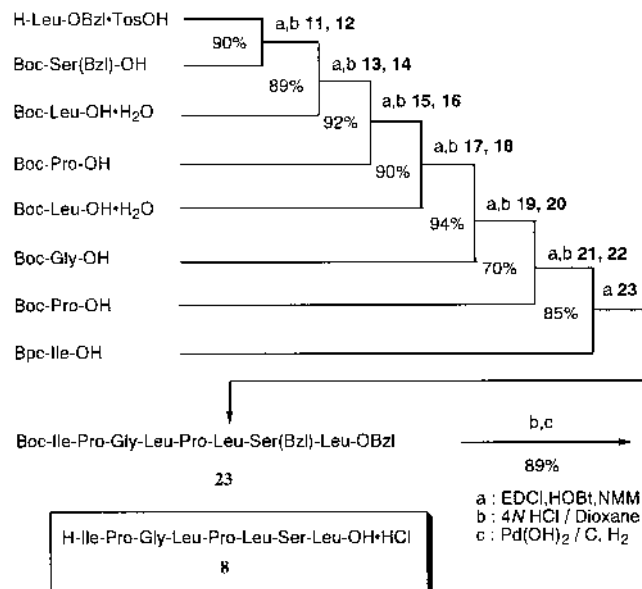 H-Leu-OBzl•TosOH
a,b 11, 12
90%
Boc-Ser(Bzl)-OH
a,b 13, 14
89%
Boc-Leu-OH•H₂O
a,b 15, 16
92%
Boc-Pro-OH
a,b 17, 18
90%
Boc-Leu-OH•H₂O
a,b 19, 20
94%
Boc-Gly-OH
a,b 21, 22
70%
a 23
Boc-Pro-OH
85%
Bpc-Ile-OH
b,c
Boc-Ile-Pro-Gly-Leu-Pro-Leu-Ser(Bzl)-Leu-OBzl
23
89%
a : EDCI,HOBt,NMM
b : 4N HCl / Dioxane
c : Pd(OH)₂ / C, H₂
H-Ile-Pro-Gly-Leu-Pro-Leu-Ser-Leu-OH•HCl
8